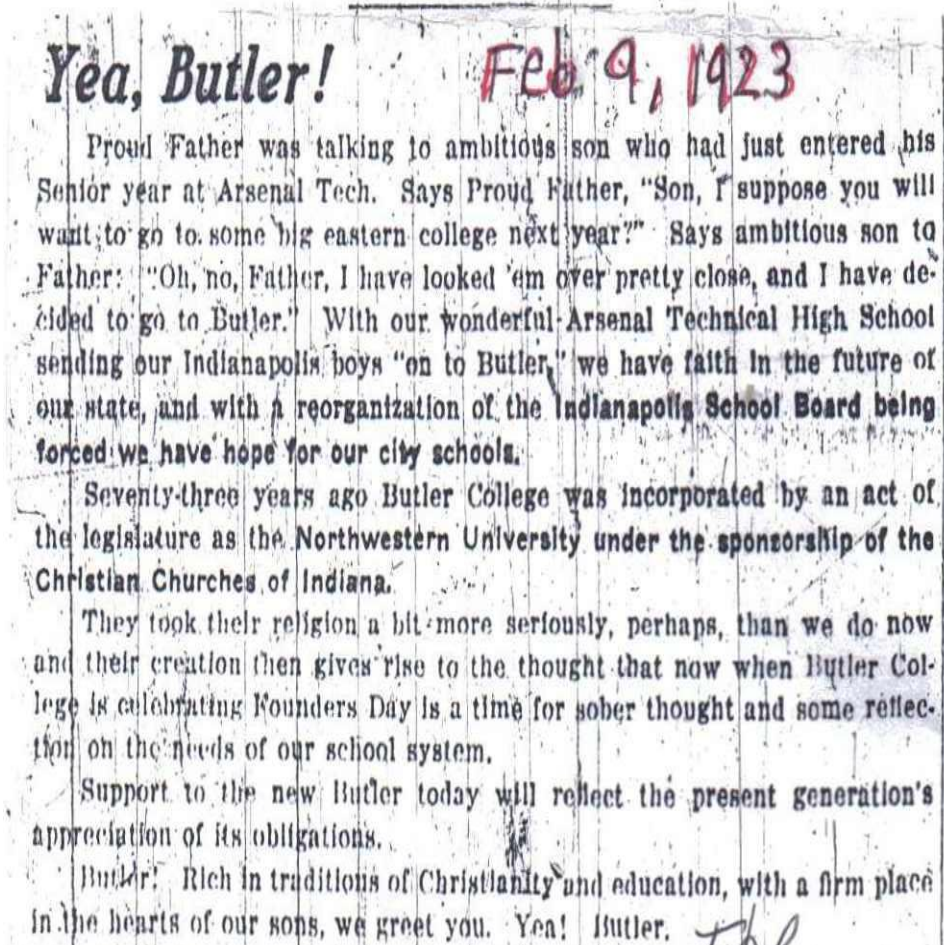 Yea, Butler! Feb 9, 1923
Proud Father was talking to ambitious son who had just entered his
Senior year at Arsenal Tech. Says Proud Father, "Son, I suppose you will
want to go to some big eastern college next year?" Says ambitious son to
Father: "Oh, no, Father, I have looked 'em over pretty close, and I have de-
cided to go to Butler." With our wonderful Arsenal Technical High School
sending our Indianapolis boys "on to Butler," we have faith in the future of
our state, and with a reorganization of the Indianapolis School Board being
forced we have hope for our city schools.
Seventy-three years ago Butler College was incorporated by an act of
the legislature as the Northwestern University under the sponsorship of the
Christian Churches of Indiana.
They took their religion a bit more seriously, perhaps, than we do now
and their creation then gives rise to the thought that now when Butler Col-
lege is celebrating Founders Day is a time for sober thought and some reflec-
tion on the needs of our school system.
Support to the new Butler today will reflect the present generation's
appreciation of its obligations.
Butler! Rich in traditions of Christianity and education, with a firm place
in the hearts of our sons, we greet you. Yea! Butler.